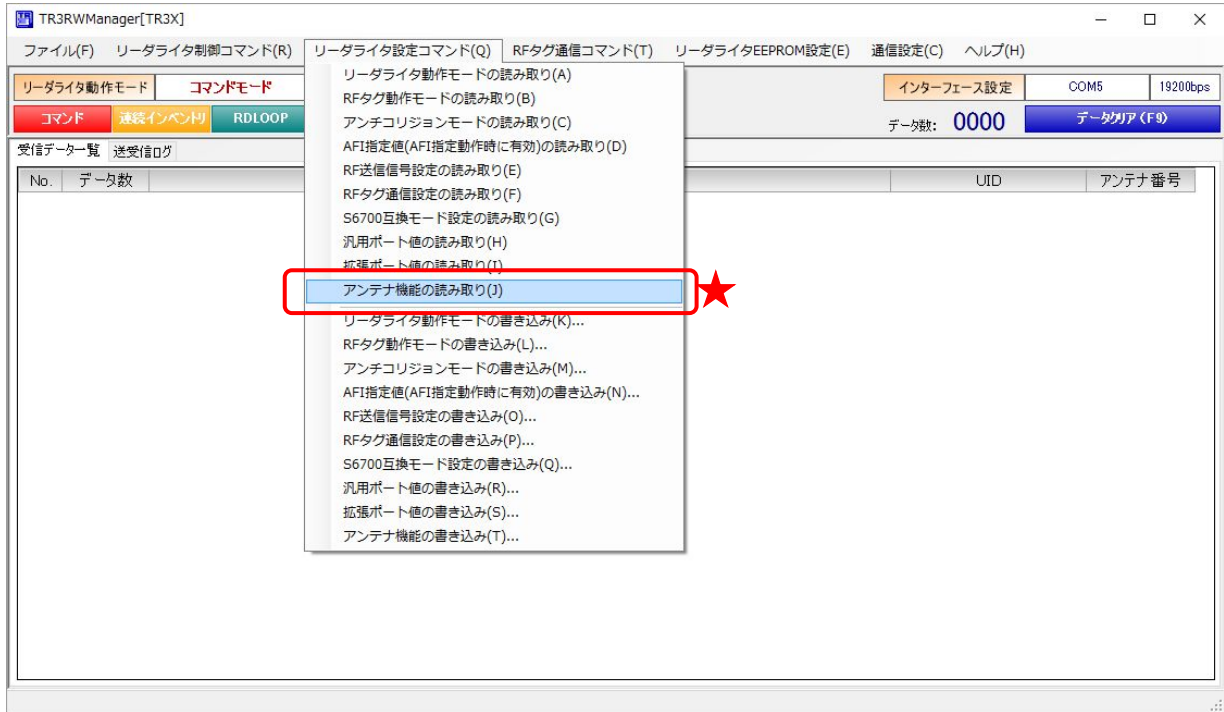 TR3RWManager[TR3X]
ファイル(F) リーダライタ制御コマンド(R) リーダライタ設定コマンド(Q) RFタグ通信コマンド(T) リーダライタEEPROM設定(E) 通信設定(C) ヘルプ(H)
リーダライタ動作モード コマンドモード インターフェース設定 COM5 19200bps
コマンド 連続インベントリ RDLOOP データ数: 0000 データクリア(F9)
受信データ一覧 送受信ログ
No. データ数 UID アンテナ番号
リーダライタ動作モードの読み取り(A)
RFタグ動作モードの読み取り(B)
アンチコリジョンモードの読み取り(C)
AFI指定値(AFI指定動作時に有効)の読み取り(D)
RF送信信号設定の読み取り(E)
RFタグ通信設定の読み取り(F)
S6700互換モード設定の読み取り(G)
汎用ポート値の読み取り(H)
拡張ポート値の読み取り(I)
アンテナ機能の読み取り(J)
リーダライタ動作モードの書き込み(K)...
RFタグ動作モードの書き込み(L)...
アンチコリジョンモードの書き込み(M)...
AFI指定値(AFI指定動作時に有効)の書き込み(N)...
RF送信信号設定の書き込み(O)...
RFタグ通信設定の書き込み(P)...
S6700互換モード設定の書き込み(Q)...
汎用ポート値の書き込み(R)...
拡張ポート値の書き込み(S)...
アンテナ機能の書き込み(T)...